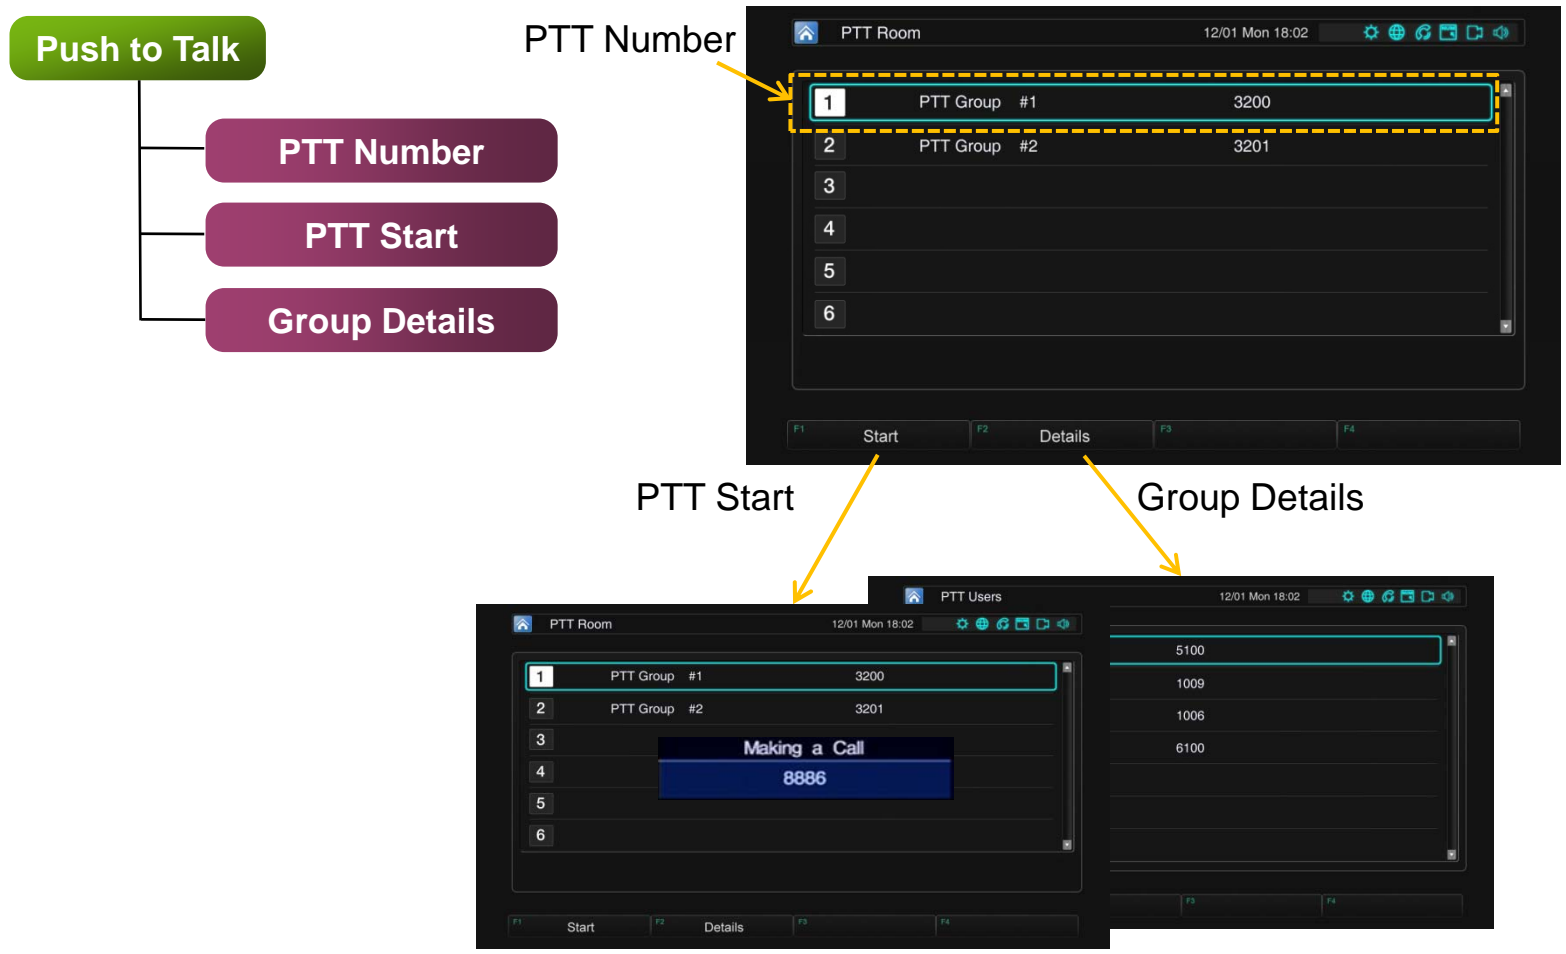 Push to Talk
PTT Number
PTT Start
Group Details
PTT Number
PTT Room 12/01 Mon 18:02
1 PTT Group #1 3200
2 PTT Group #2 3201
3
4
5
6
F1 Start F2 Details F3 F4
PTT Start
Group Details
PTT Users 12/01 Mon 18:02
5100
1009
1006
6100
F3 F4
PTT Room 12/01 Mon 18:02
1 PTT Group #1 3200
2 PTT Group #2 3201
3
Making a Call
4
8886
5
6
F1 Start F2 Details F3 F4